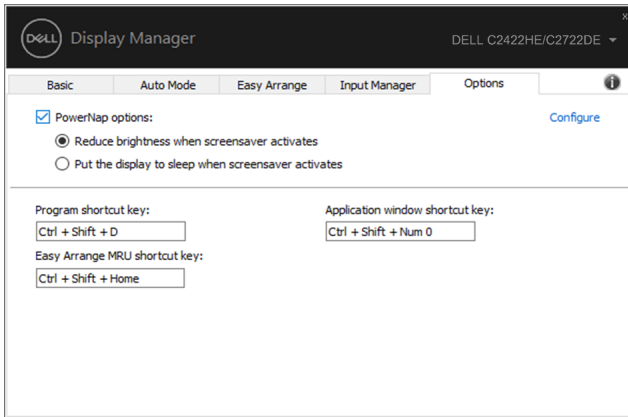 x
DELL Display Manager
DELL C2422HE/C2722DE
Basic Auto Mode Easy Arrange Input Manager Options
PowerNap options: Configure
Reduce brightness when screensaver activates
Put the display to sleep when screensaver activates
Program shortcut key: Application window shortcut key:
Ctrl + Shift + D Ctrl + Shift + Num 0
Easy Arrange MRU shortcut key:
Ctrl + Shift + Home